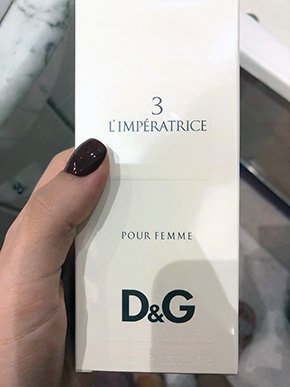 3
L'IMPÉRATRICE
POUR FEMME
D&G